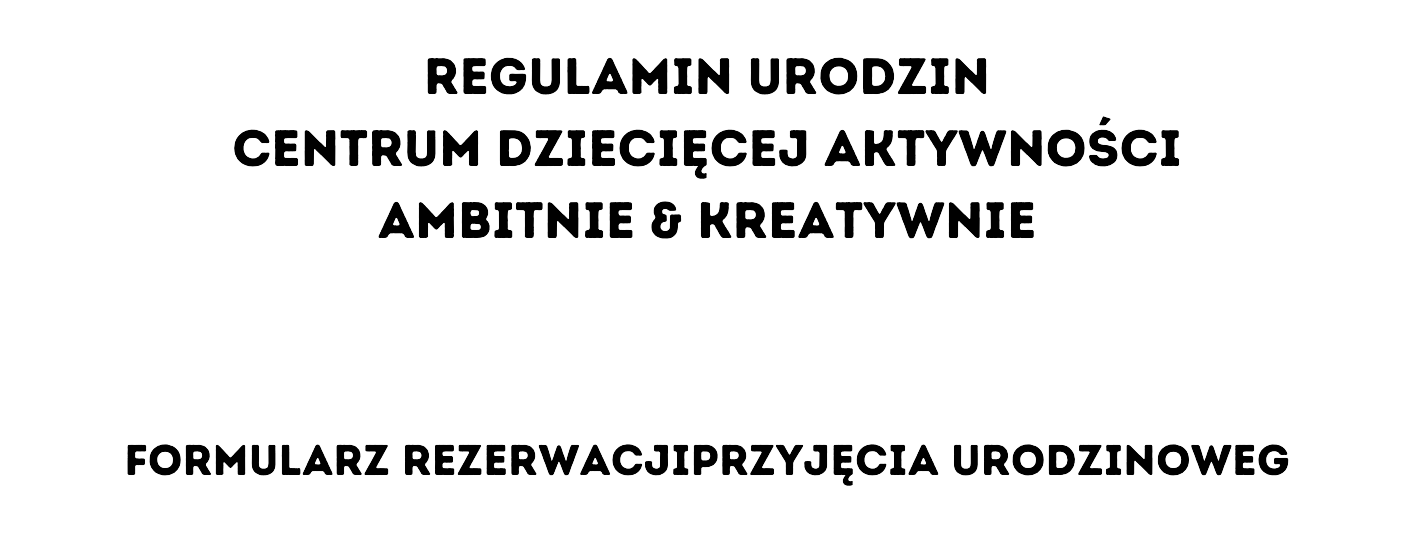 REGULAMIN URODZIN
CENTRUM DZIECIĘCEJ AKTYWNOŚCI
AMBITNIE & KREATYWNIE
FORMULARZ REZERWACJIPRZYJĘCIA URODZINOWEG